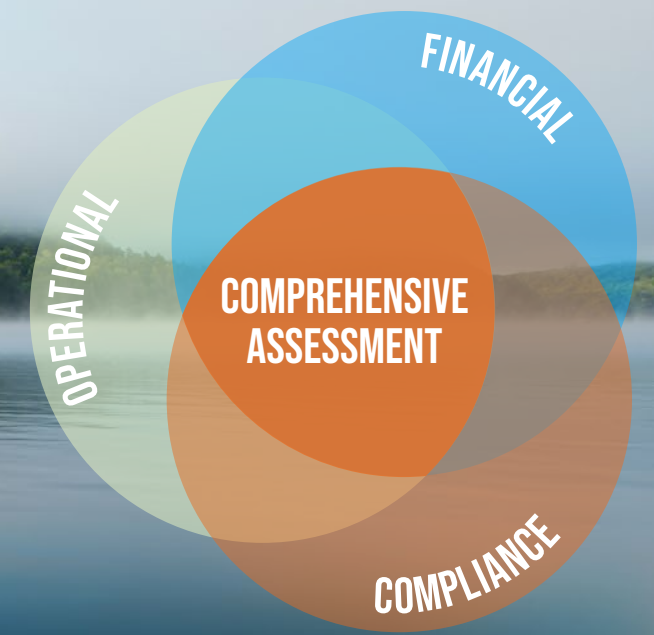 FINANCIAL
OPERATIONAL
COMPREHENSIVE
ASSESSMENT
COMPLIANCE